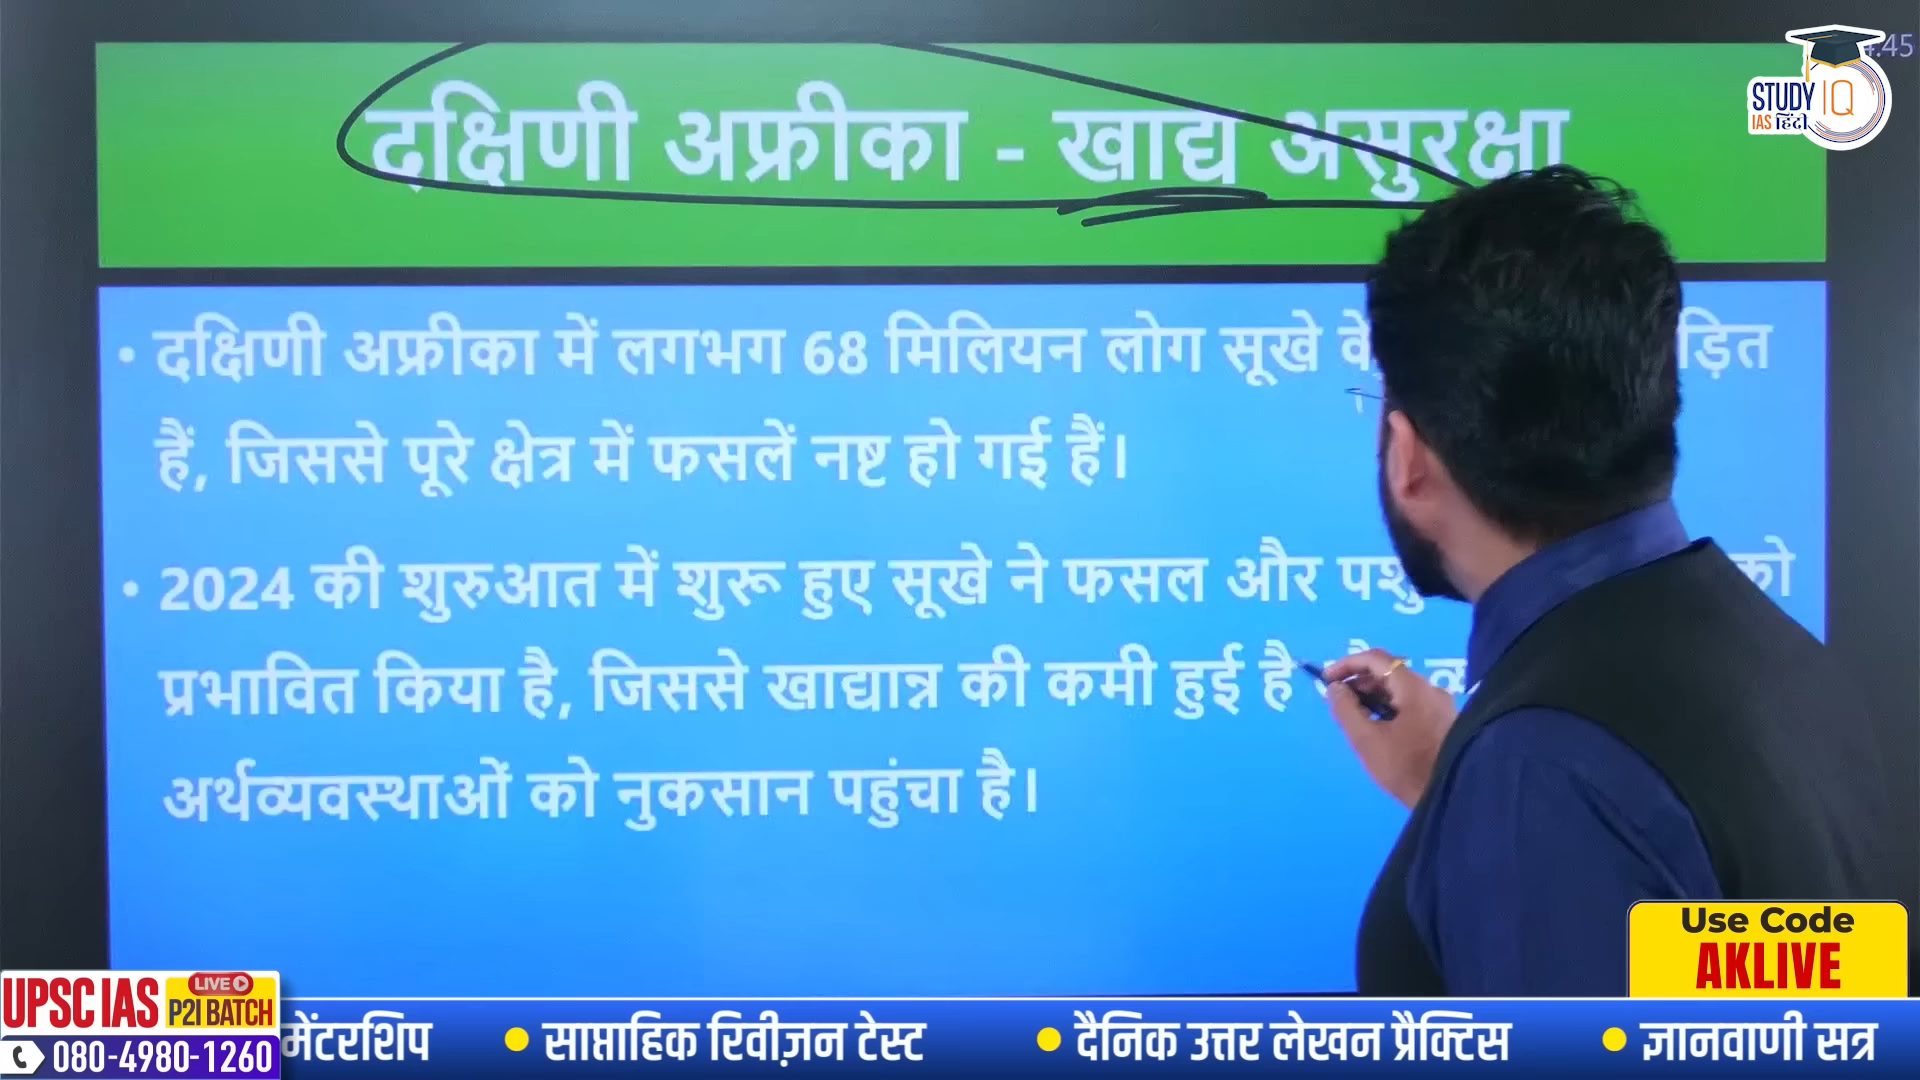 दक्षिणी अफ्रीका - खाद्य असुरक्षा
STUDY IQ
IAS हिंदी
4:45
• दक्षिणी अफ्रीका में लगभग 68 मिलियन लोग सूखे
हैं, जिससे पूरे क्षेत्र में फसलें नष्ट हो गई हैं।
• 2024 की शुरुआत में शुरू हुए सूखे ने फसल और को
प्रभावित किया है, जिससे खाद्यान्न की कमी हुई है
अर्थव्यवस्थाओं को नुकसान पहुंचा है।
Use Code
AKLIVE
UPSC IAS LIVE P2I BATCH
080-4980-1260
मेंटरशिप • साप्ताहिक रिवीज़न टेस्ट • दैनिक उत्तर लेखन प्रैक्टिस • ज्ञानवाणी सत्र